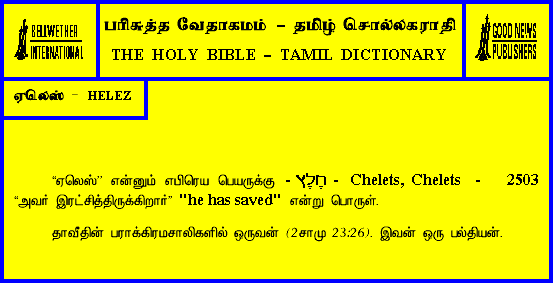 BELLWETHER
INTERNATIONAL
பரிசுத்த வேதாகமம் – தமிழ் சொல்லகராதி
THE HOLY BIBLE – TAMIL DICTIONARY
GOOD NEWS
PUBLISHERS
ஏலெஸ் – HELEZ
“ஏலெஸ்” என்னும் எபிரெய பெயருக்கு - חֶלֶץ - Chelets, Chelets - 2503
“அவர் இரட்சித்திருக்கிறார்” "he has saved" என்று பொருள்.
தாவீதின் பராக்கிரமசாலிகளில் ஒருவன் (2சாமு 23:26). இவன் ஒரு பல்தியன்.